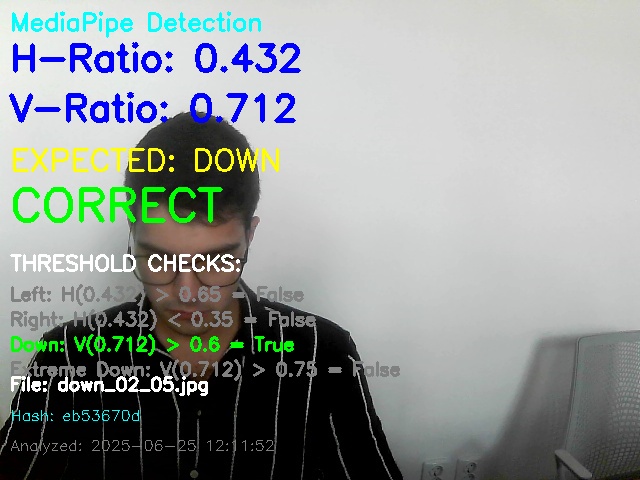 MediaPipe Detection
H-Ratio: 0.432
V-Ratio: 0.712
EXPECTED: DOWN
CORRECT
THRESHOLD CHECKS:
Left: H(0.432) > 0.65 = False
Right: H(0.432) < 0.35 = False
Down: V(0.712) > 0.6 = True
Extreme Down: V(0.712) > 0.75 = False
File: down_02_05.jpg
Hash: eb53670d
Analyzed: 2025-06-25 12:11:52